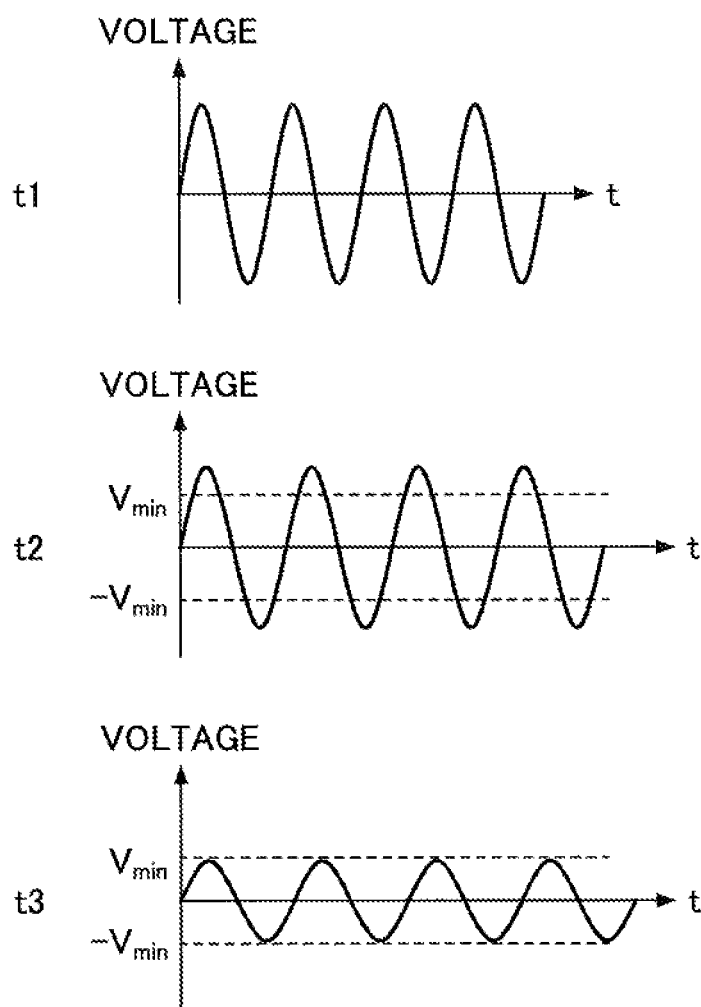 VOLTAGE
t1
t
VOLTAGE
Vmin
t2
t
-Vmin
VOLTAGE
Vmin
t3
t
-Vmin